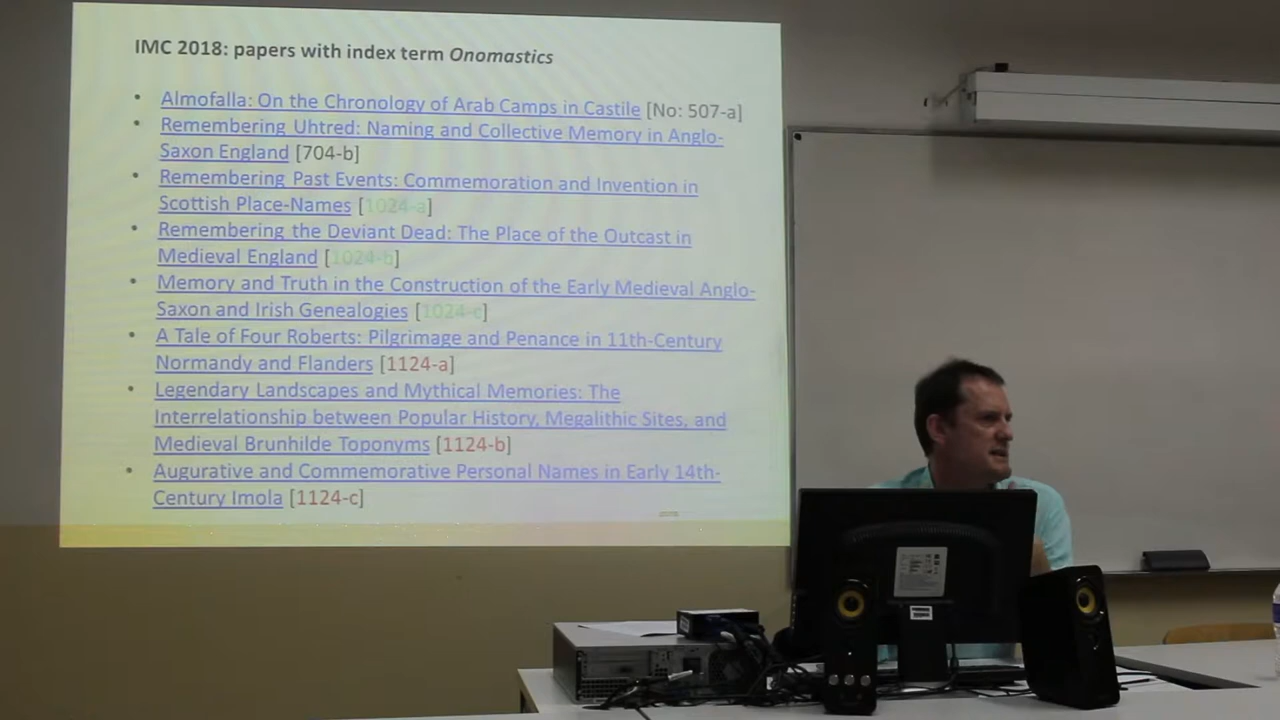 IMC 2018: papers with index term Onomastics
• Almofalla: On the Chronology of Arab Camps in Castile [No: 507-a]
• Remembering Uhtred: Naming and Collective Memory in Anglo-
Saxon England [704-b]
• Remembering Past Events: Commemoration and Invention in
Scottish Place-Names [1024-a]
• Remembering the Deviant Dead: The Place of the Outcast in
Medieval England [1024-b]
• Memory and Truth in the Construction of the Early Medieval Anglo-
Saxon and Irish Genealogies [1024-c]
• A Tale of Four Roberts: Pilgrimage and Penance in 11th-Century
Normandy and Flanders [1124-a]
• Legendary Landscapes and Mythical Memories: The
Interrelationship between Popular History, Megalithic Sites, and
Medieval Brunhilde Toponyms [1124-b]
• Augurative and Commemorative Personal Names in Early 14th-
Century Imola [1124-c]